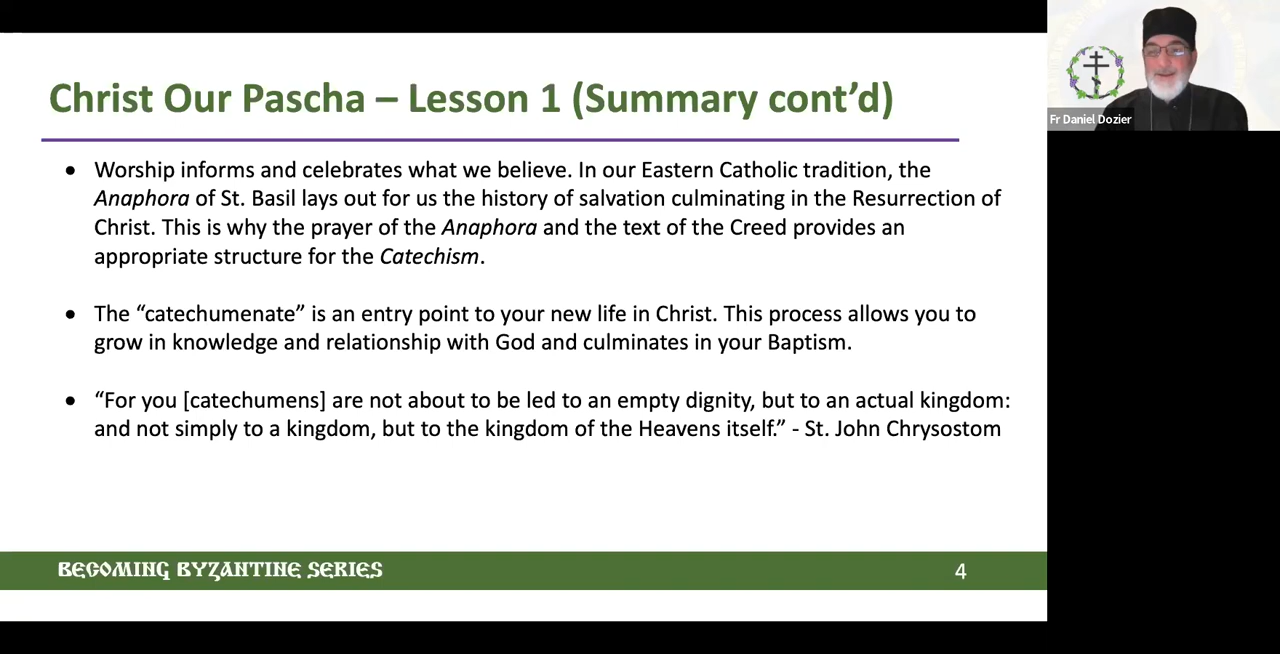 Christ Our Pascha – Lesson 1 (Summary cont’d)
• Worship informs and celebrates what we believe. In our Eastern Catholic tradition, the
Anaphora of St. Basil lays out for us the history of salvation culminating in the Resurrection of
Christ. This is why the prayer of the Anaphora and the text of the Creed provides an
appropriate structure for the Catechism.
• The “catechumenate” is an entry point to your new life in Christ. This process allows you to
grow in knowledge and relationship with God and culminates in your Baptism.
• “For you [catechumens] are not about to be led to an empty dignity, but to an actual kingdom:
and not simply to a kingdom, but to the kingdom of the Heavens itself.” - St. John Chrysostom
BECOMING BYZANTINE SERIES
4
Fr Daniel Dozier